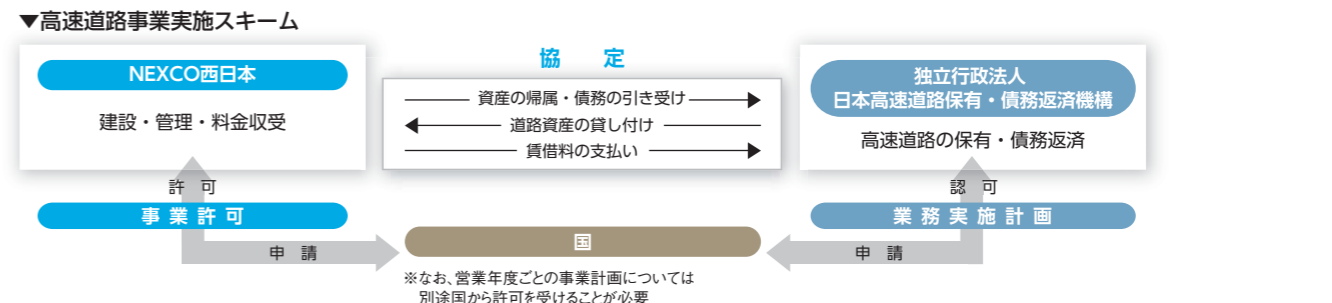 ▼高速道路事業実施スキーム
NEXCO西日本
建設・管理・料金収受
協　定
資産の帰属・債務の引き受け
道路資産の貸し付け
賃借料の支払い
独立行政法人
日本高速道路保有・債務返済機構
高速道路の保有・債務返済
許　可
事業許可
申　請
国
※なお、営業年度ごとの事業計画については
別途国から許可を受けることが必要
認　可
業務実施計画
申　請